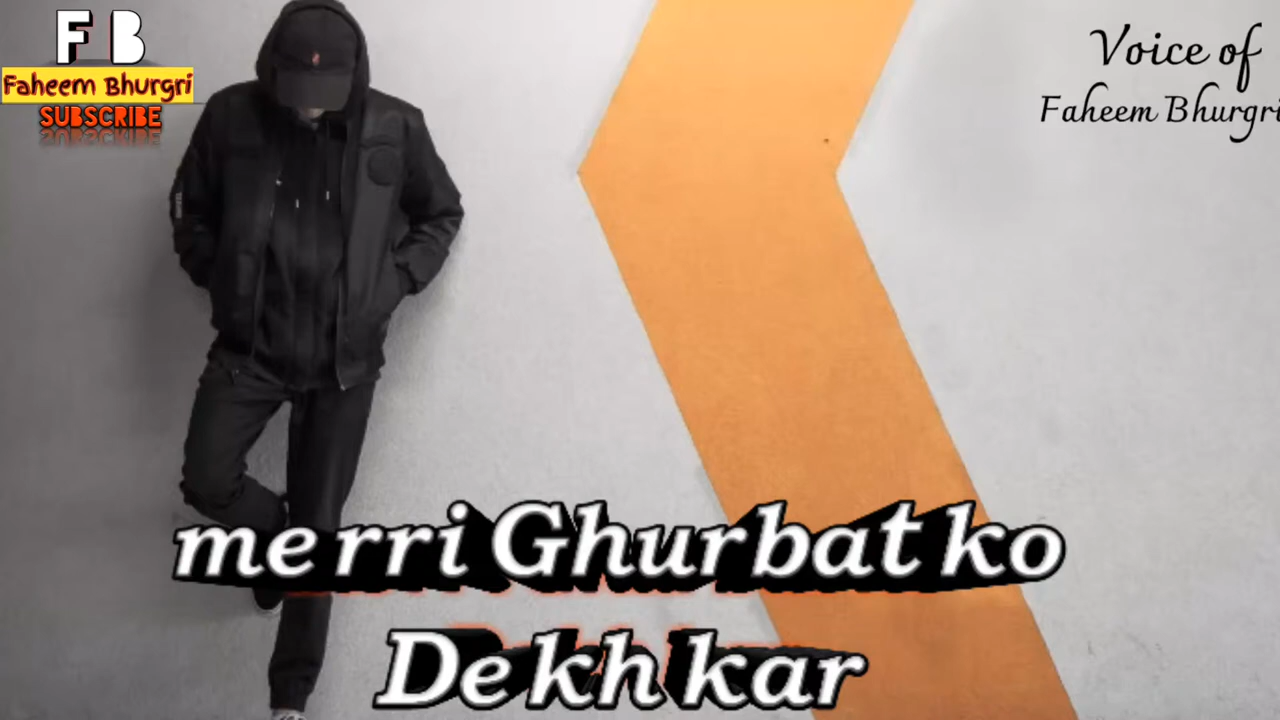 F B
Faheem Bhurgri
SUBSCRIBE
Voice of
Faheem Bhurgri
merri Ghurbat ko
Dekh kar